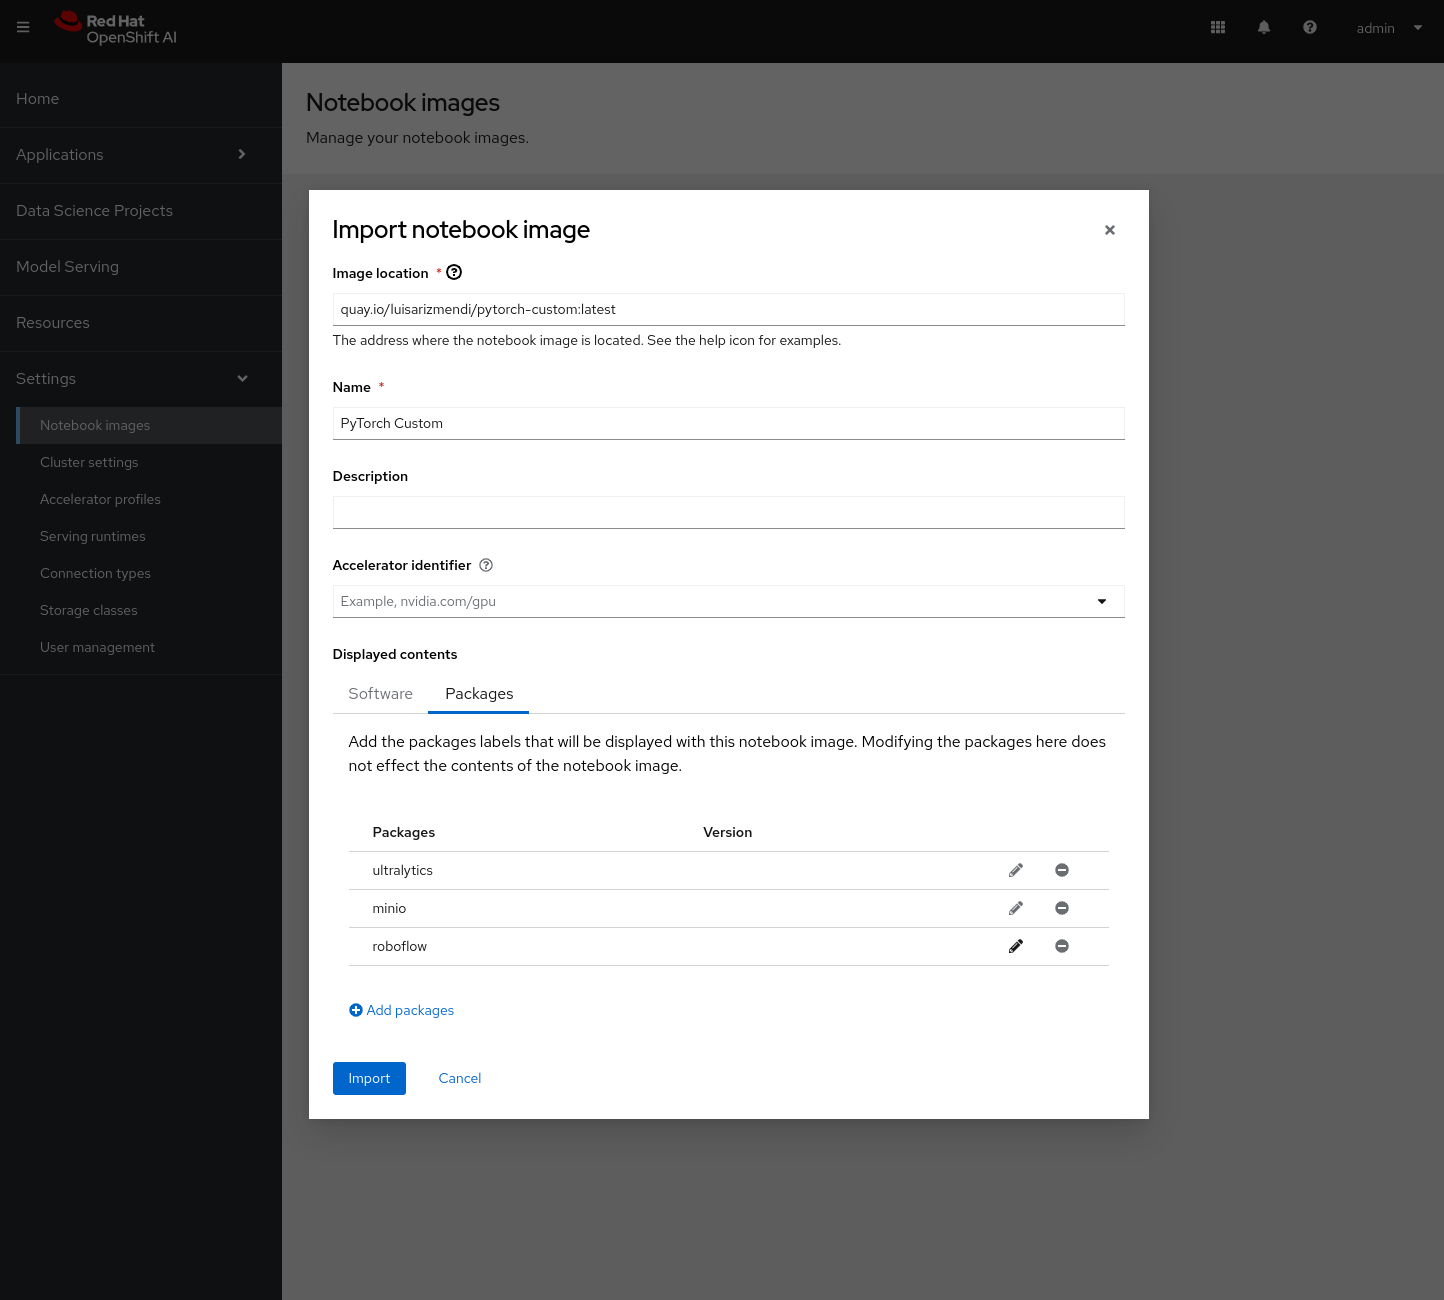 Red Hat
OpenShift AI
admin
Home
Applications
Data Science Projects
Model Serving
Resources
Settings
Notebook images
Cluster settings
Accelerator profiles
Serving runtimes
Connection types
Storage classes
User management
Notebook images
Manage your notebook images.
Import notebook image
Image location *
quay.io/luisarizmendi/pytorch-custom:latest
The address where the notebook image is located. See the help icon for examples.
Name *
PyTorch Custom
Description
Accelerator identifier
Example, nvidia.com/gpu
Displayed contents
Software Packages
Add the packages labels that will be displayed with this notebook image. Modifying the packages here does
not effect the contents of the notebook image.
Packages Version
ultralytics
minio
roboflow
Add packages
Import Cancel